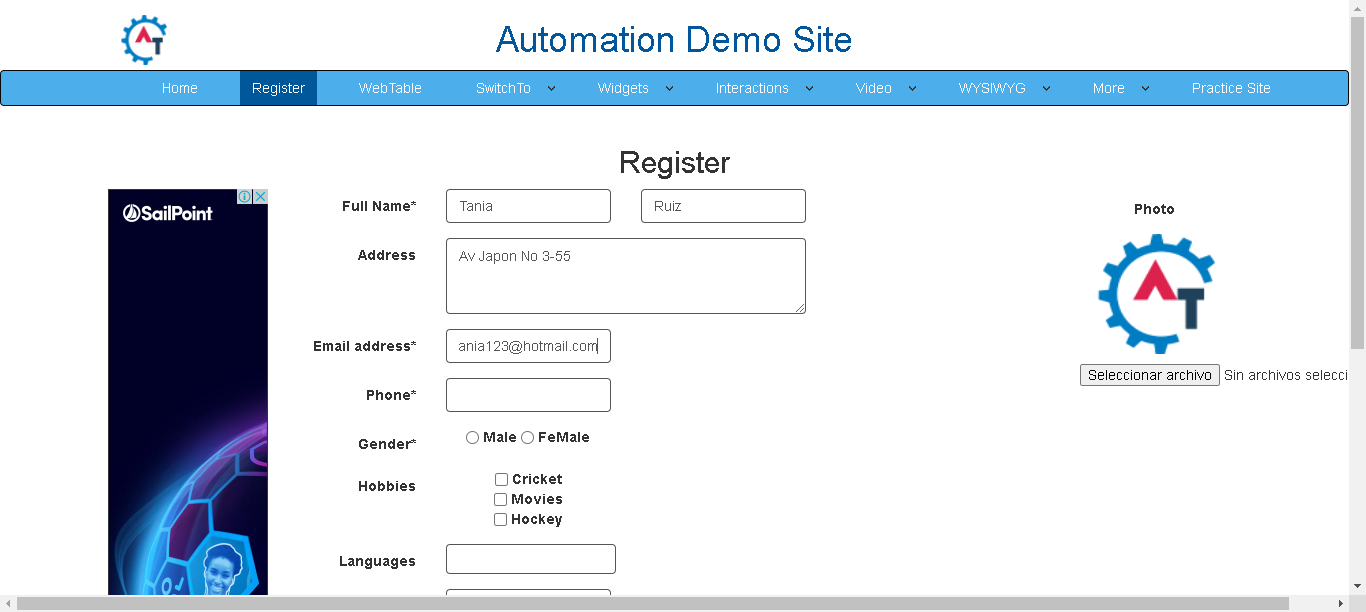 Automation Demo Site
Home Register WebTable SwitchTo Widgets Interactions Video WYSIWYG More Practice Site
Register
SailPoint
Full Name* Tania Ruiz
Photo
Address Av Japon No 3-55
Email address* ania123@hotmail.com
Seleccionar archivo Sin archivos selecci
Phone*
Gender* Male FeMale
Hobbies Cricket
Movies
Hockey
Languages